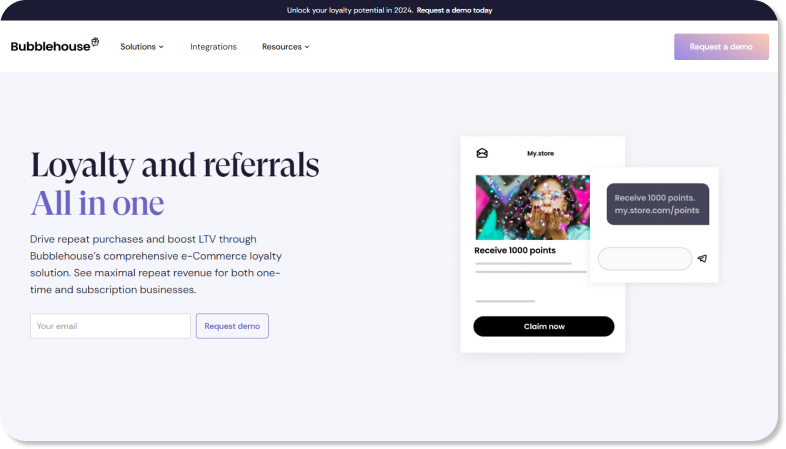 Unlock your loyalty potential in 2024. Request a demo today
Bubblehouse Solutions Integrations Resources Request a demo
Loyalty and referrals
All in one
Drive repeat purchases and boost LTV through
Bubblehouse's comprehensive e-Commerce loyalty
solution. See maximal repeat revenue for both one-
time and subscription businesses.
Your email Request demo
My.store
Receive 1000 points
Claim now
Receive 1000 points.
my.store.com/points